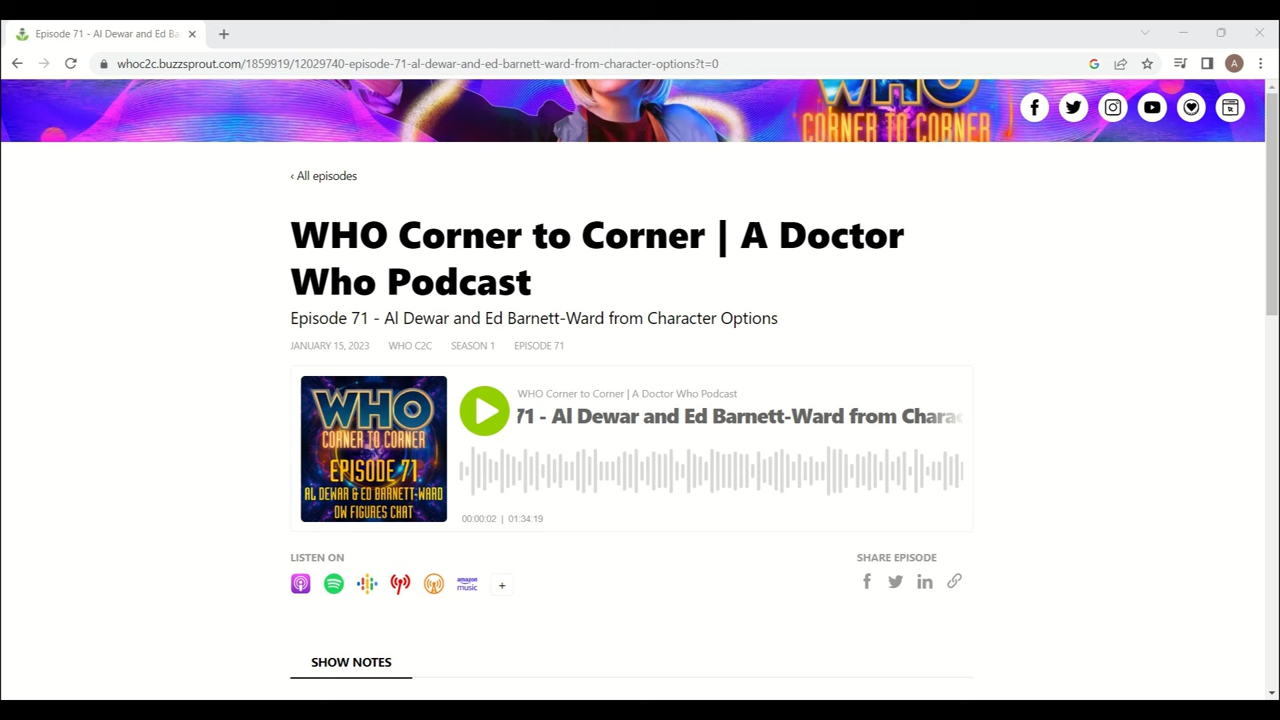 Episode 71 - Al Dewar and Ed Ba
whoc2c.buzzsprout.com/1859919/12029740-episode-71-al-dewar-and-ed-barnett-ward-from-character-options?t=0
A
WHO
CORNER TO CORNER
‹ All episodes
WHO Corner to Corner | A Doctor
Who Podcast
Episode 71 - Al Dewar and Ed Barnett-Ward from Character Options
JANUARY 15, 2023 WHO C2C SEASON 1 EPISODE 71
WHO
CORNER TO CORNER
EPISODE 71
AL DEWAR & ED BARNETT-WARD
DW FIGURES CHAT
WHO Corner to Corner | A Doctor Who Podcast
71 - Al Dewar and Ed Barnett-Ward from Charac
00:00:02 | 01:34:19
LISTEN ON
amazon
music
+
SHARE EPISODE
SHOW NOTES